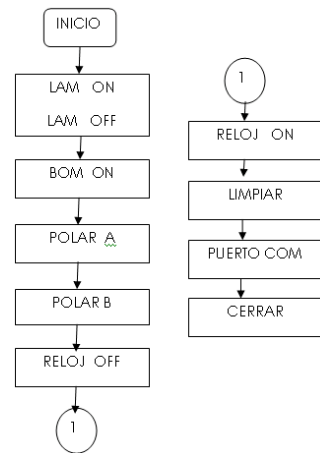 INICIO
LAM ON
LAM OFF
BOM ON
POLAR A
POLAR B
RELOJ OFF
1
1
RELOJ ON
LIMPIAR
PUERTO COM
CERRAR